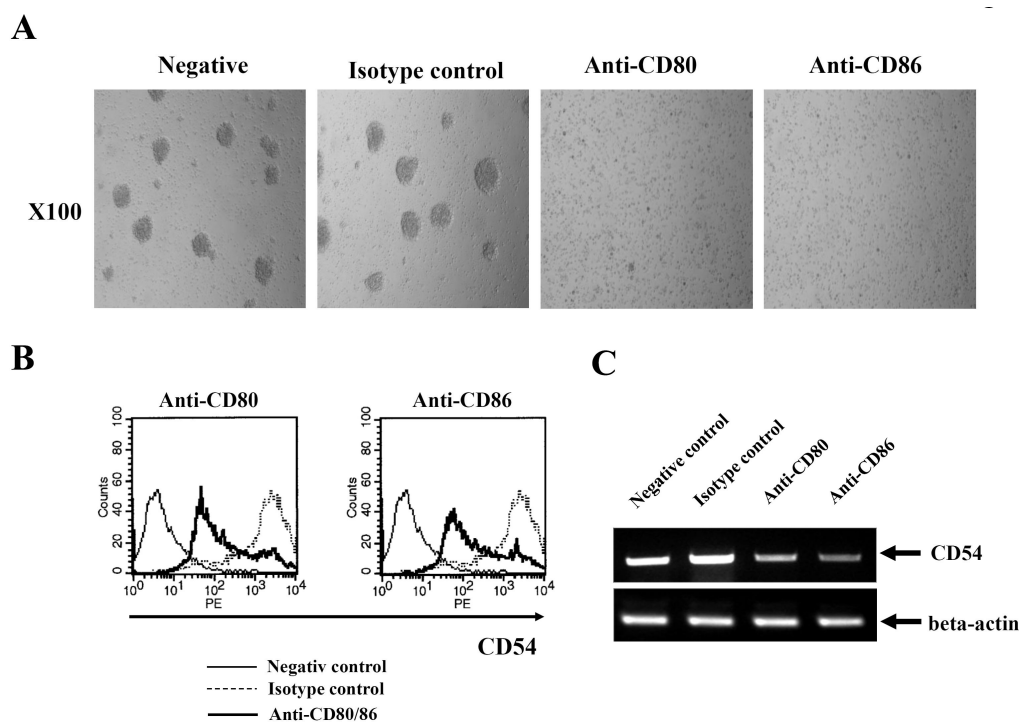 A
Negative
Isotype control
Anti-CD80
Anti-CD86
X100
B
Anti-CD80
Anti-CD86
Counts
0 20 40 60 80 100
10^0 10^1 10^2 10^3 10^4
PE
Counts
0 20 40 60 80 100
10^0 10^1 10^2 10^3 10^4
PE
CD54
Negativ control
Isotype control
Anti-CD80/86
C
Negative control
Isotype control
Anti-CD80
Anti-CD86
CD54
beta-actin